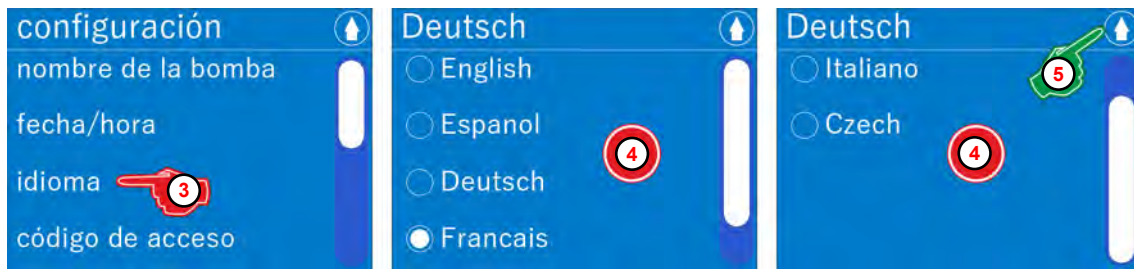 configuración
nombre de la bomba
fecha/hora
idioma
3
código de acceso
Deutsch
English
Espanol
4
Deutsch
Francais
Deutsch
Italiano
5
Czech
4